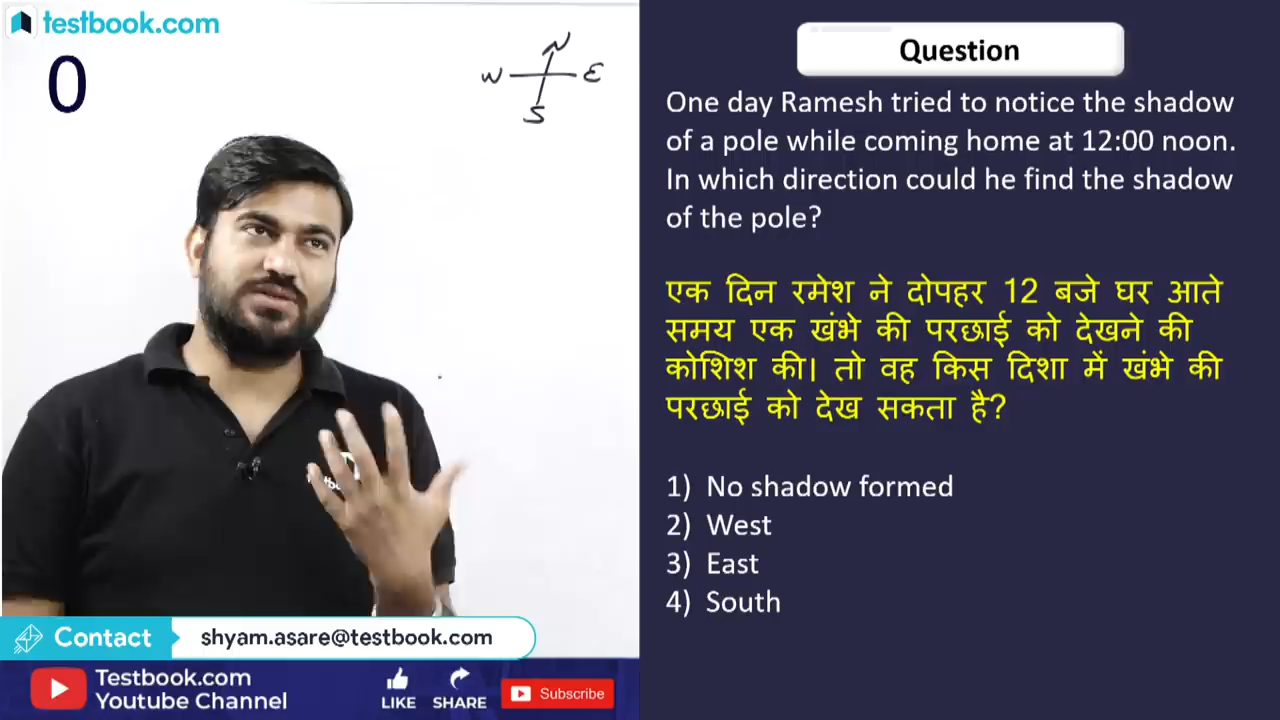 testbook.com
0
N
W E
S
Question
One day Ramesh tried to notice the shadow
of a pole while coming home at 12:00 noon.
In which direction could he find the shadow
of the pole?
एक दिन रमेश ने दोपहर 12 बजे घर आते
समय एक खंभे की परछाई को देखने की
कोशिश की। तो वह किस दिशा में खंभे की
परछाई को देख सकता है?
1) No shadow formed
2) West
3) East
4) South
Contact shyam.asare@testbook.com
Testbook.com
YouTube Channel
LIKE SHARE Subscribe